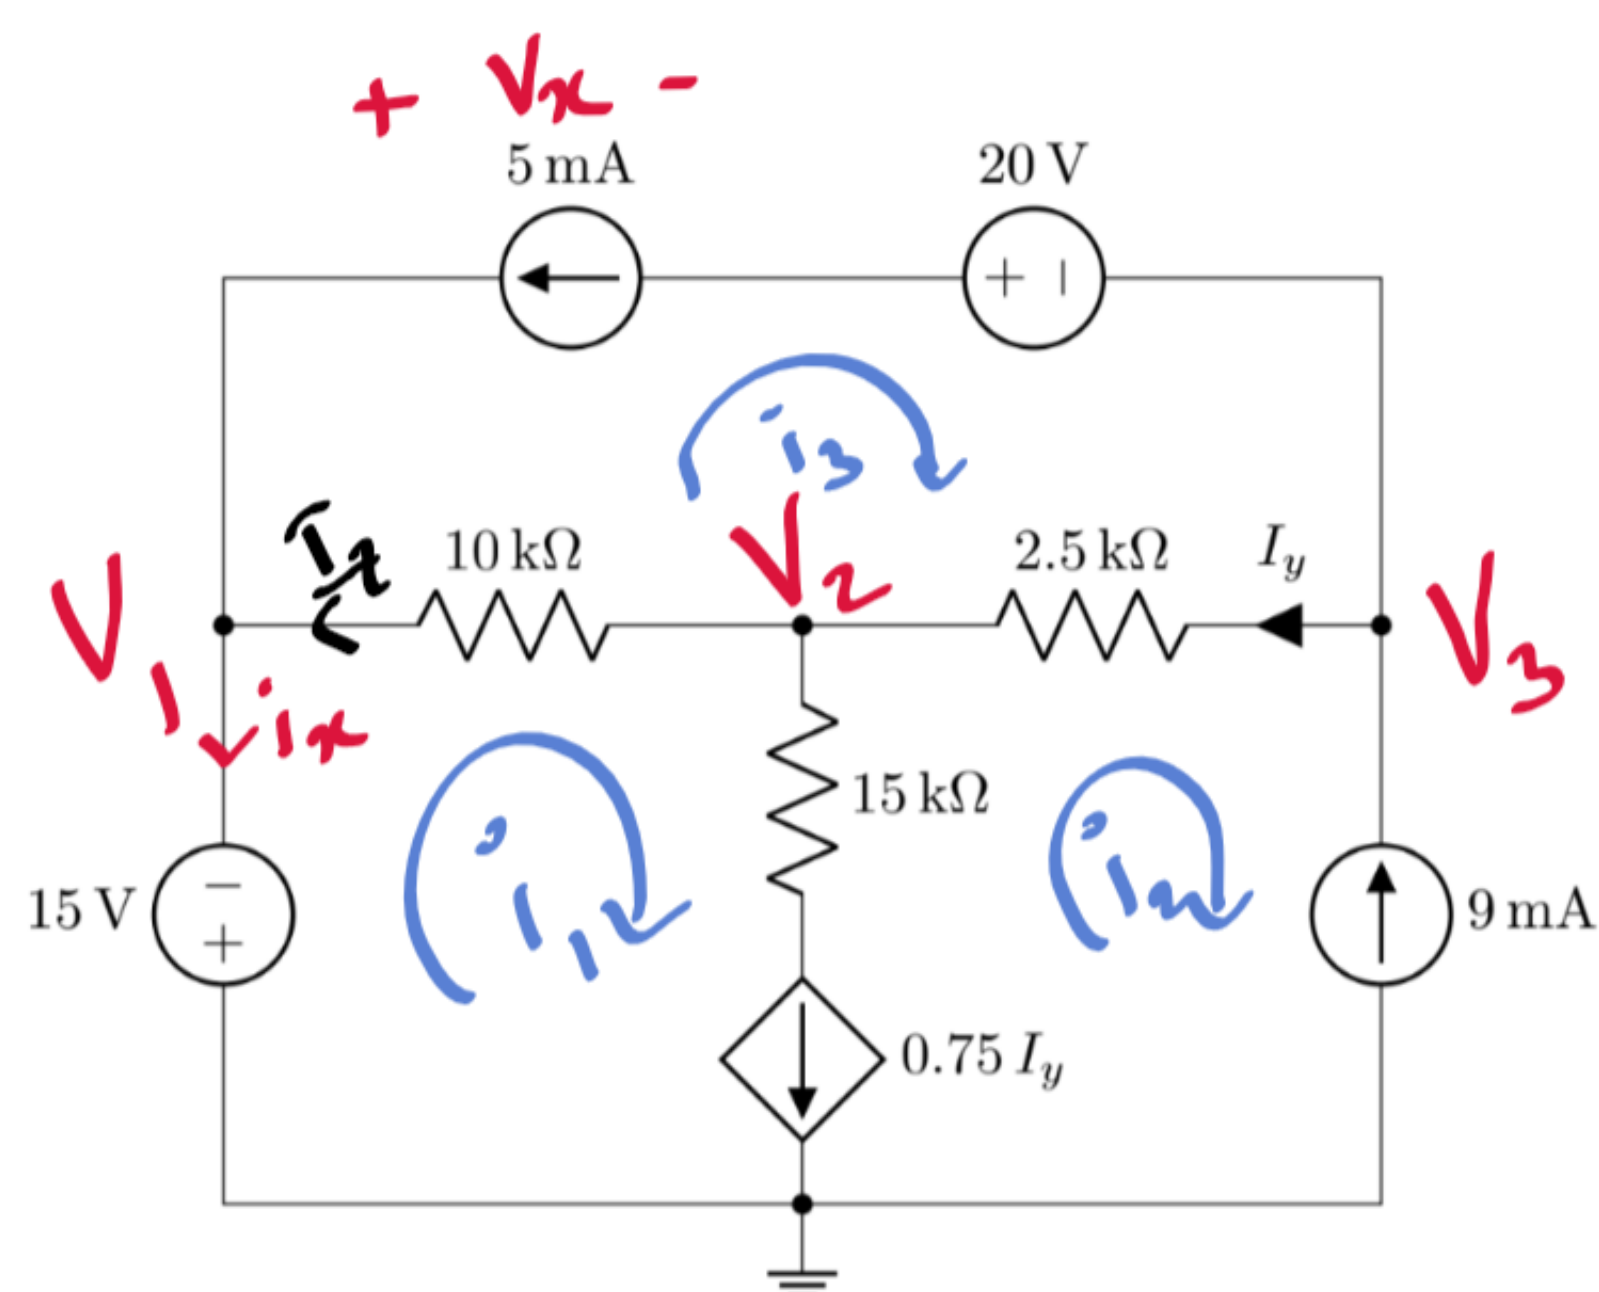 + Vx -
5 mA
20 V
+ −
i3
Iz
10 kΩ
V2
2.5 kΩ
Iy
V1
V3
ix
15 kΩ
i1
i2
15 V
−
+
9 mA
0.75 Iy